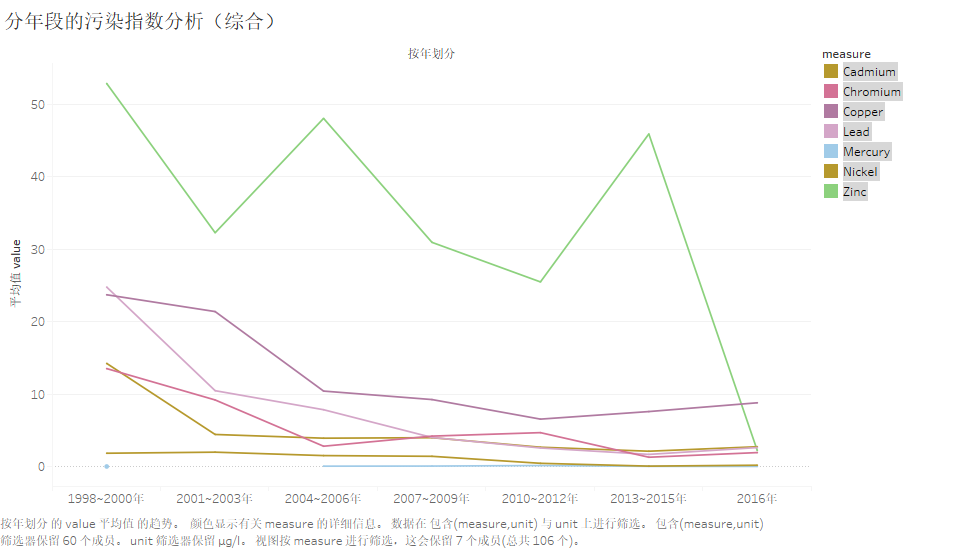 分年段的污染指数分析（综合）
按年划分
measure
Cadmium
Chromium
Copper
Lead
Mercury
Nickel
Zinc
平均值 value
50
40
30
20
10
0
1998~2000年
2001~2003年
2004~2006年
2007~2009年
2010~2012年
2013~2015年
2016年
按年划分 的 value 平均值 的趋势。 颜色显示有关 measure 的详细信息。 数据在 包含(measure,unit) 与 unit 上进行筛选。 包含(measure,unit)
筛选器保留 60 个成员。 unit 筛选器保留 µg/l。 视图按 measure 进行筛选，这会保留 7 个成员(总共 106 个)。